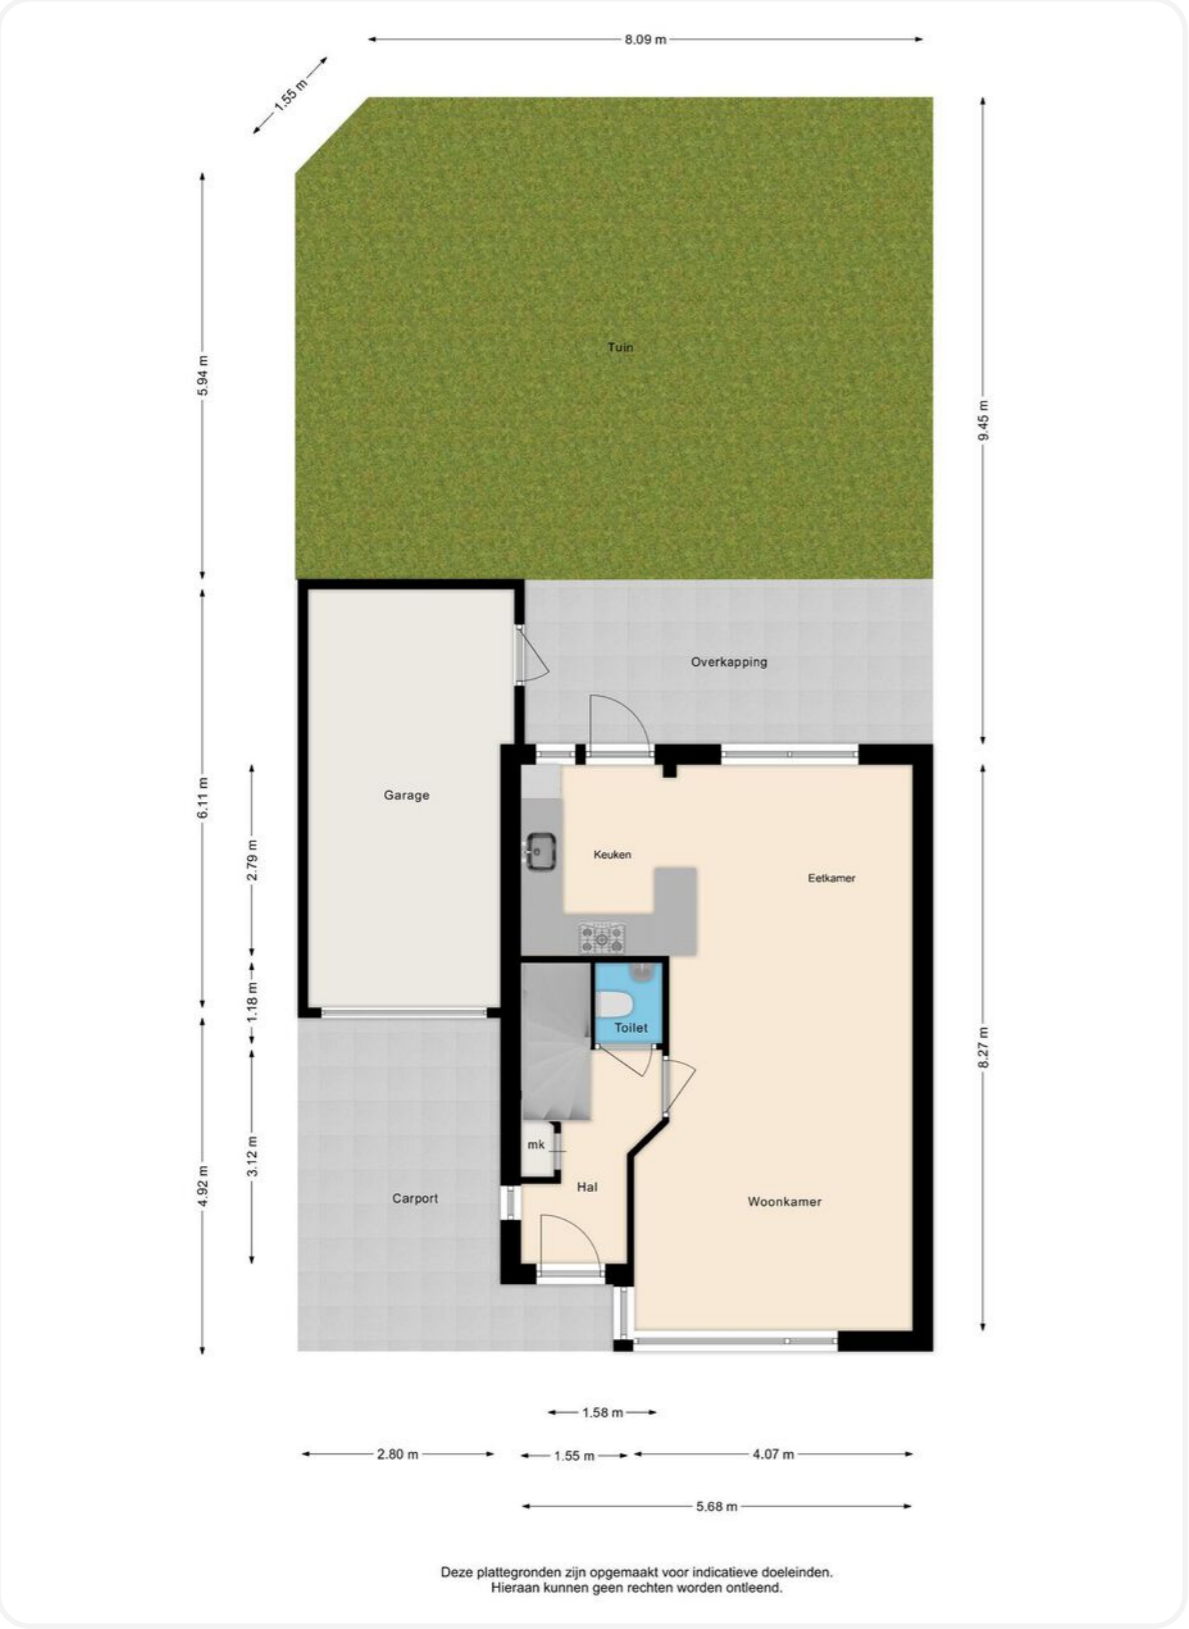 8.09 m
1.55 m
Tuin
5.94 m
9.45 m
Overkapping
Garage
6.11 m
2.79 m
Keuken
Eetkamer
1.18 m
Toilet
8.27 m
mk
3.12 m
Hal
4.92 m
Carport
Woonkamer
1.58 m
2.80 m
1.55 m
4.07 m
5.68 m
Deze plattegronden zijn opgemaakt voor indicatieve doeleinden.
Hieraan kunnen geen rechten worden ontleend.